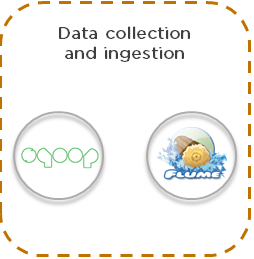 Data collection
and ingestion
sqoop
FLUME